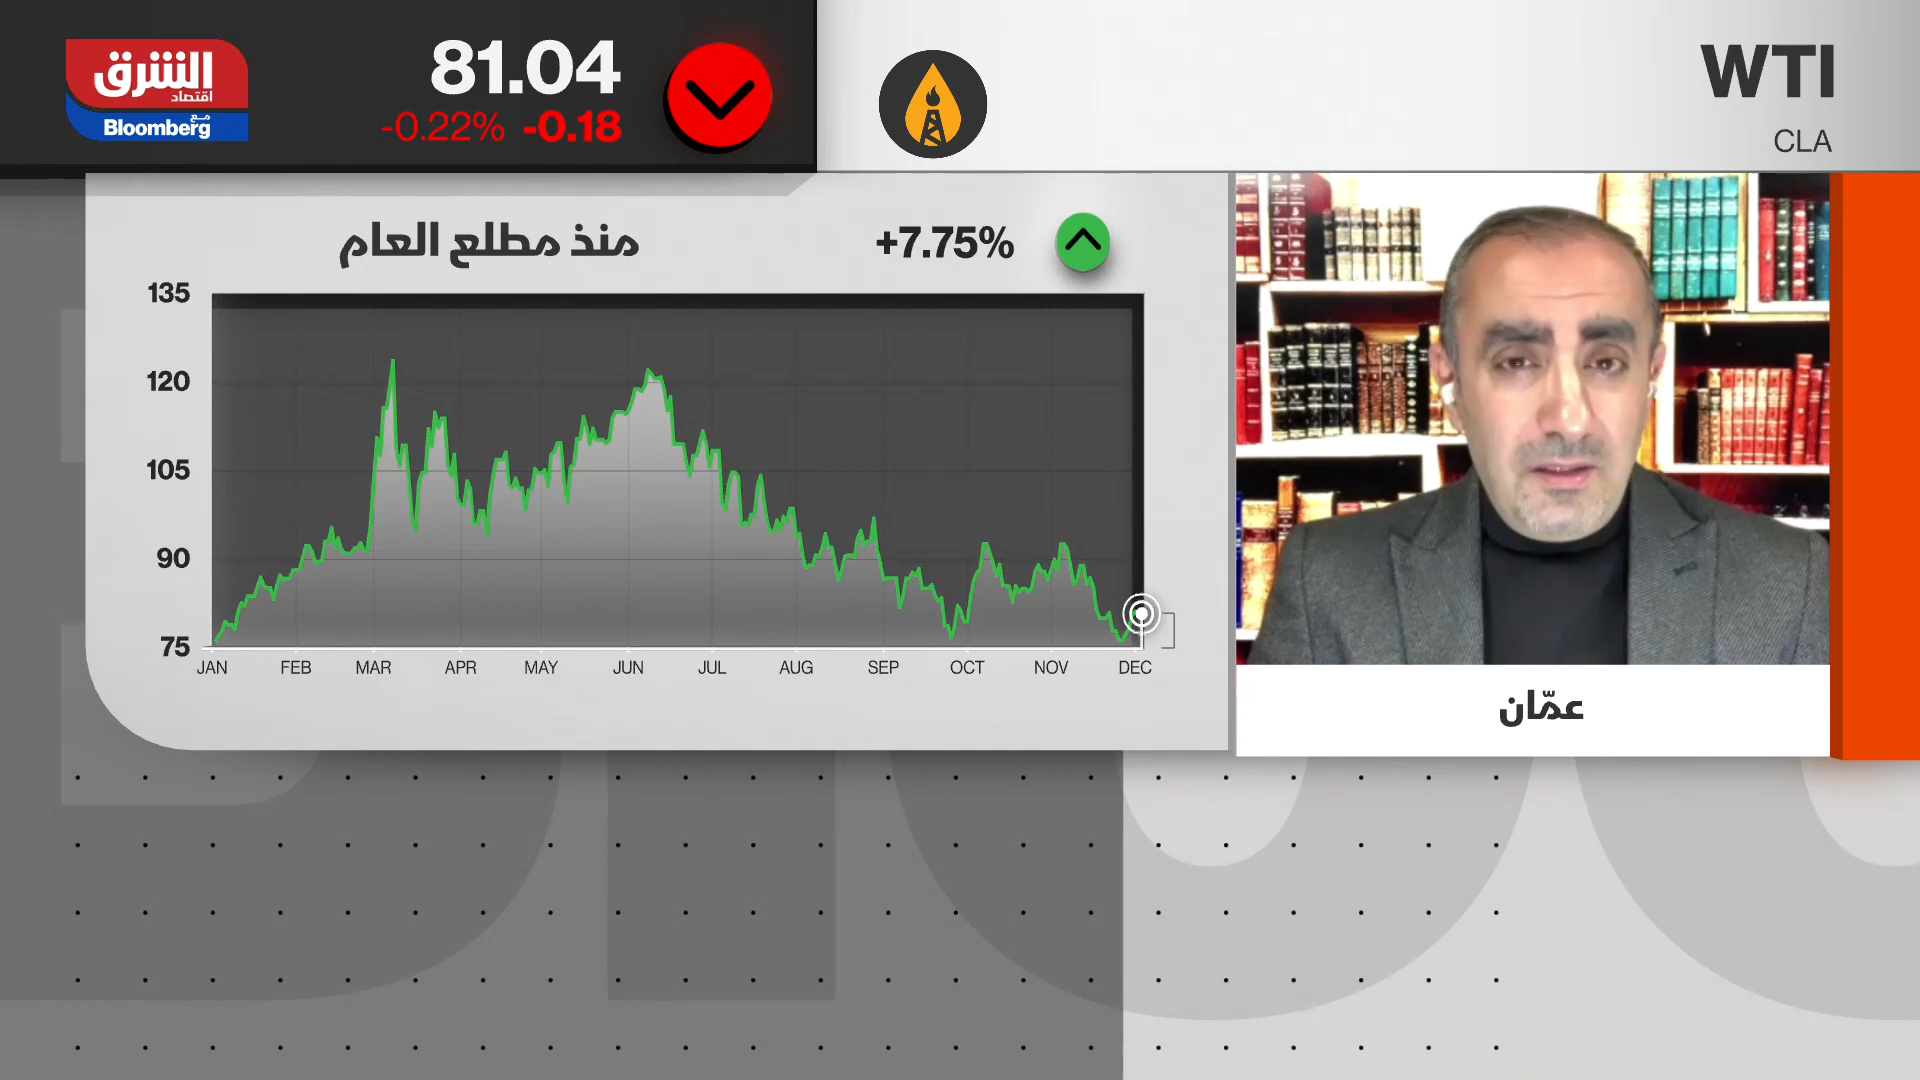 الشرق
اقتصاد
مع
Bloomberg
81.04
-0.22% -0.18
WTI
CLA
منذ مطلع العام
+7.75%
135
120
105
90
75
JAN FEB MAR APR MAY JUN JUL AUG SEP OCT NOV DEC
عمّان